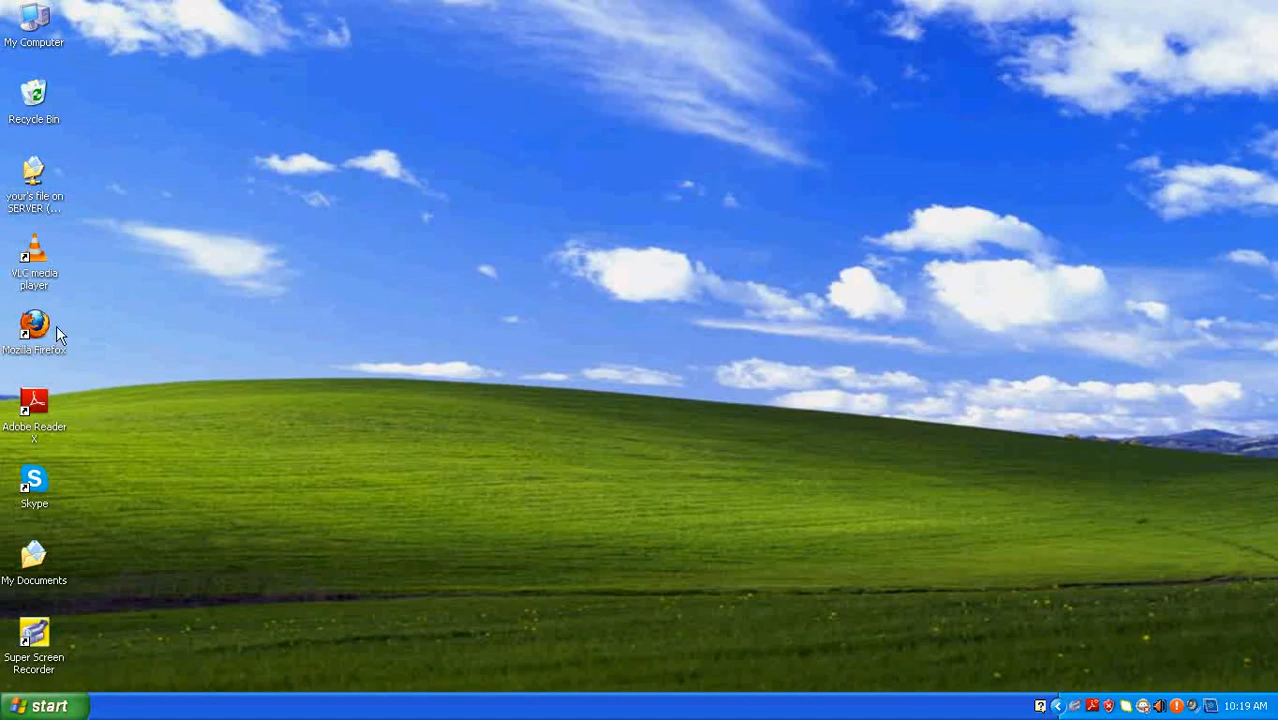 My Computer
Recycle Bin
your's file on
SERVER (...
VLC media
player
Mozilla Firefox
Adobe Reader
X
Skype
My Documents
Super Screen
Recorder
start
10:19 AM